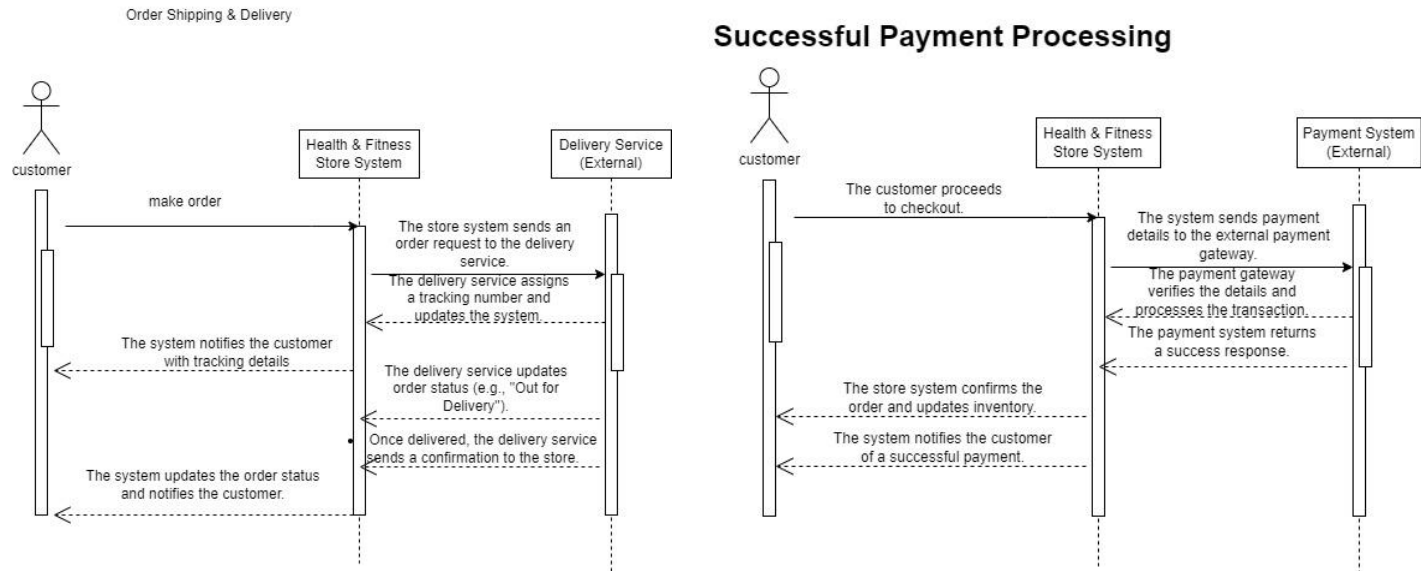 Order Shipping & Delivery
customer
Health & Fitness
Store System
Delivery Service
(External)
make order
The store system sends an
order request to the delivery
service.
The delivery service assigns
a tracking number and
updates the system.
The system notifies the customer
with tracking details
The delivery service updates
order status (e.g., "Out for
Delivery").
Once delivered, the delivery service
sends a confirmation to the store.
The system updates the order status
and notifies the customer.
Successful Payment Processing
customer
Health & Fitness
Store System
Payment System
(External)
The customer proceeds
to checkout.
The system sends payment
details to the external payment
gateway.
The payment gateway
verifies the details and
processes the transaction.
The payment system returns
a success response.
The store system confirms the
order and updates inventory.
The system notifies the customer
of a successful payment.